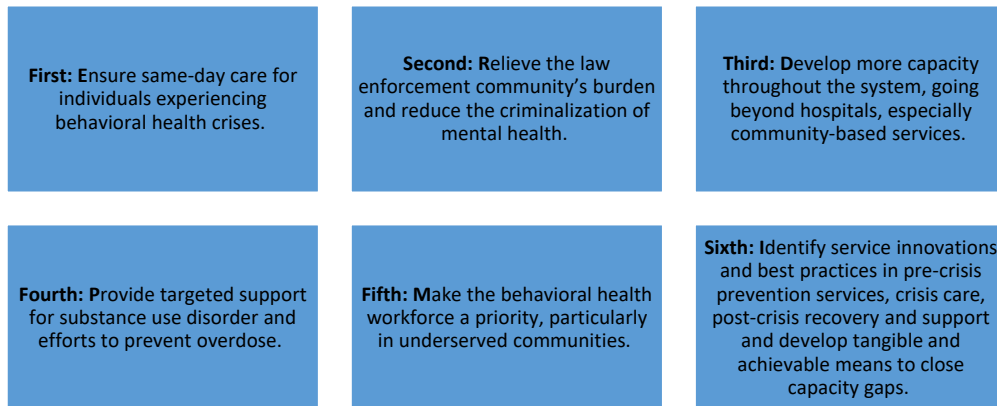 First: Ensure same-day care for
individuals experiencing
behavioral health crises.
Second: Relieve the law
enforcement community's burden
and reduce the criminalization of
mental health.
Third: Develop more capacity
throughout the system, going
beyond hospitals, especially
community-based services.
Fourth: Provide targeted support
for substance use disorder and
efforts to prevent overdose.
Fifth: Make the behavioral health
workforce a priority, particularly
in underserved communities.
Sixth: Identify service innovations
and best practices in pre-crisis
prevention services, crisis care,
post-crisis recovery and support
and develop tangible and
achievable means to close
capacity gaps.